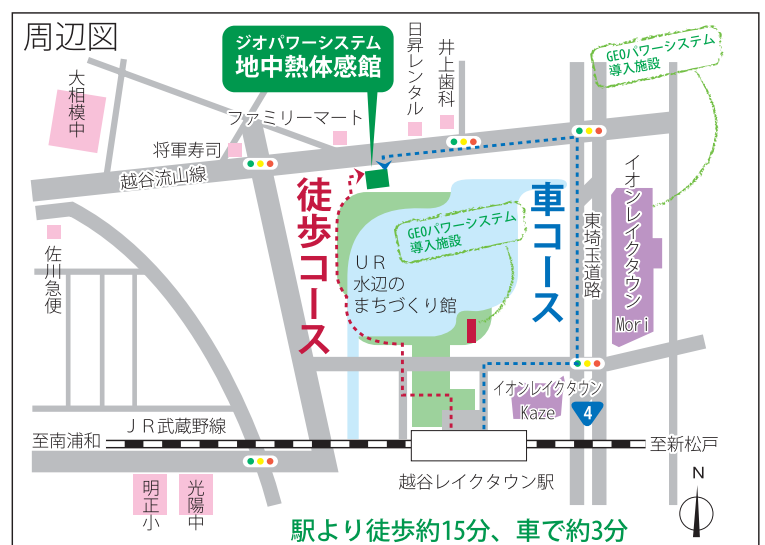 周辺図
ジオパワーシステム
地中熱体感館
日昇レンタル
井上歯科
GEOパワーシステム
導入施設
大相模中
ファミリーマート
将軍寿司
越谷流山線
徒歩コース
車コース
イオンレイクタウン
Mori
東埼玉道路
GEOパワーシステム
導入施設
佐川急便
UR
水辺の
まちづくり館
イオンレイクタウン
Kaze
4
JR武蔵野線
至南浦和
至新松戸
越谷レイクタウン駅
明正小
光陽中
N
駅より徒歩約15分、車で約3分